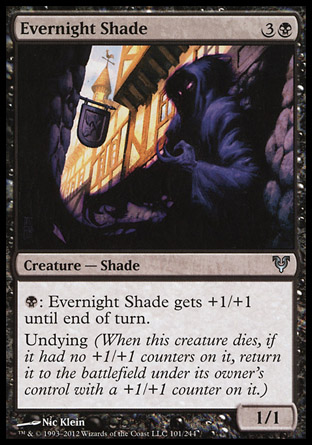 Evernight Shade 3
Creature — Shade
: Evernight Shade gets +1/+1
until end of turn.
Undying (When this creature dies, if
it had no +1/+1 counters on it, return
it to the battlefield under its owner's
control with a +1/+1 counter on it.)
Nic Klein
™ & © 1993–2012 Wizards of the Coast LLC 101/244
1/1